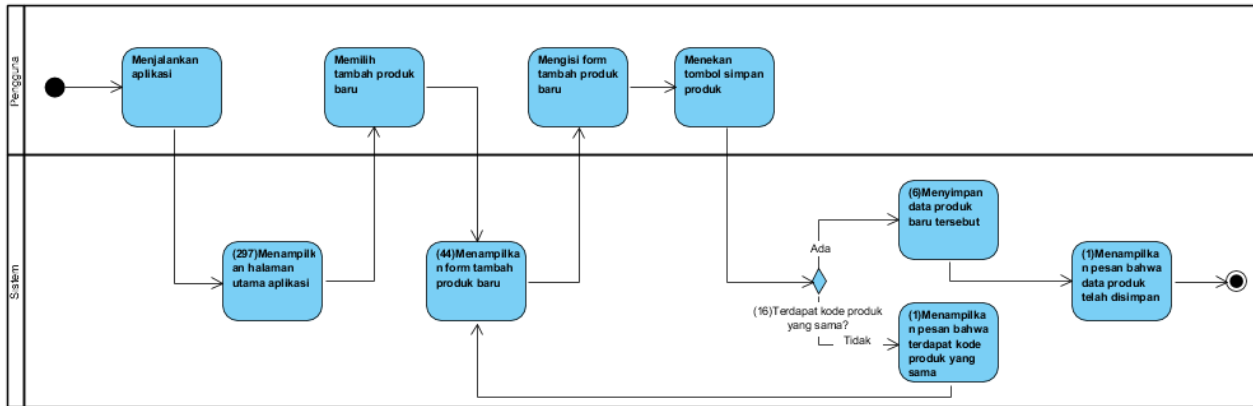 Pengguna
Menjalankan
aplikasi
Memilih
tambah produk
baru
Mengisi form
tambah produk
baru
Menekan
tombol simpan
produk
Sistem
(297)Menampilk
an halaman
utama aplikasi
(44)Menampilka
n form tambah
produk baru
(16)Terdapat kode produk
yang sama?
Ada
(6)Menyimpan
data produk
baru tersebut
Tidak
(1)Menampilka
n pesan bahwa
terdapat kode
produk yang
sama
(1)Menampilka
n pesan bahwa
data produk
telah disimpan